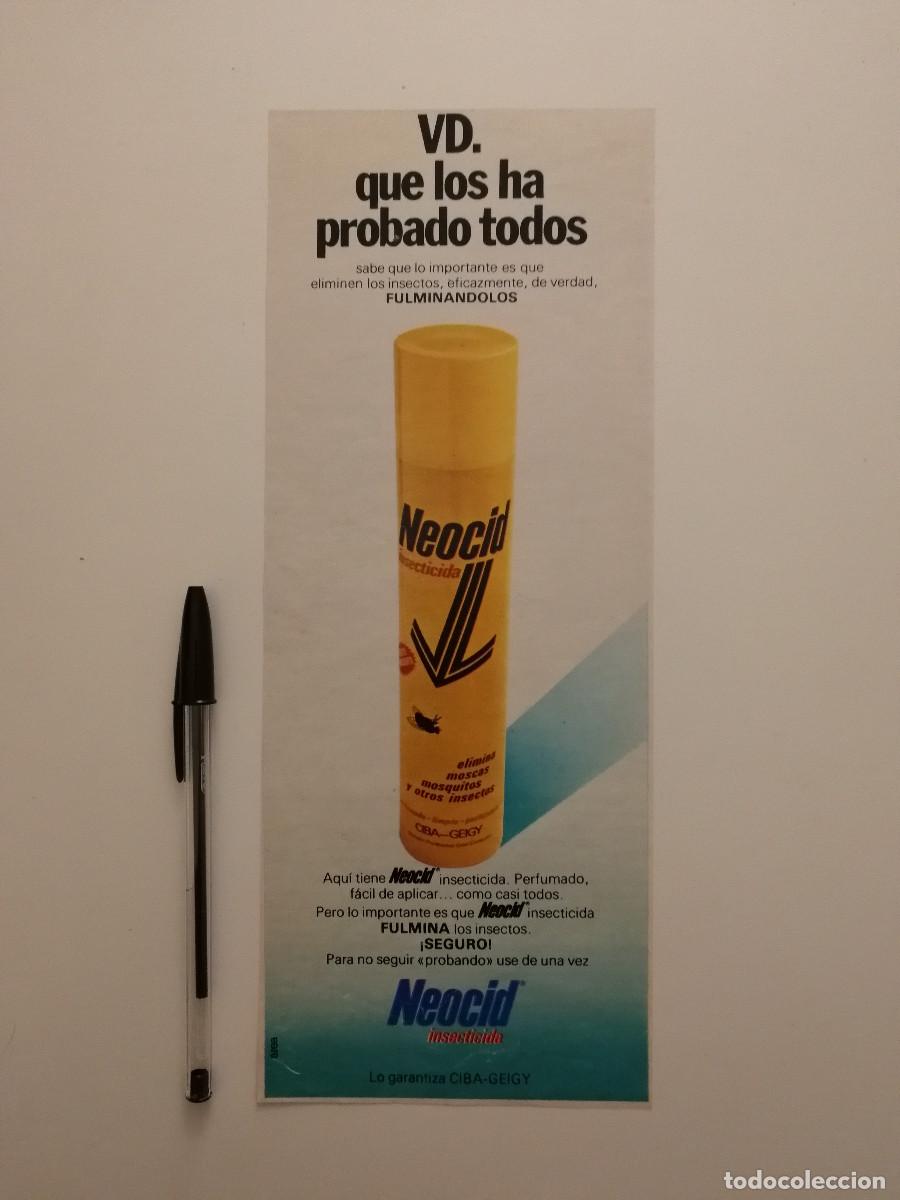 VD.
que los ha
probado todos
sabe que lo importante es que
eliminen los insectos, eficazmente, de verdad,
FULMINANDOLOS
Neocid
insecticida
elimina
moscas
mosquitos
y otros insectos
CIBA-GEIGY
Aquí tiene Neocid® insecticida. Perfumado,
fácil de aplicar... como casi todos.
Pero lo importante es que Neocid® insecticida
FULMINA los insectos.
¡SEGURO!
Para no seguir «probando» use de una vez
Neocid®
insecticida
Lo garantiza CIBA-GEIGY
todocoleccion